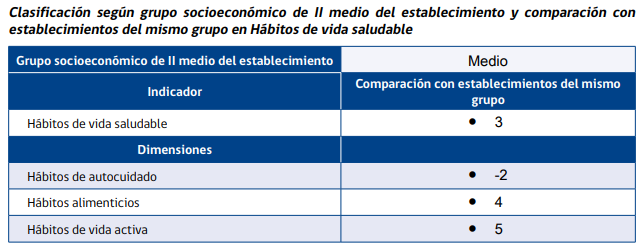 Clasificación según grupo socioeconómico de II medio del establecimiento y comparación con
establecimientos del mismo grupo en Hábitos de vida saludable
Grupo socioeconómico de II medio del establecimiento Medio
Indicador Comparación con establecimientos del mismo
grupo
Hábitos de vida saludable • 3
Dimensiones
Hábitos de autocuidado • -2
Hábitos alimenticios • 4
Hábitos de vida activa • 5